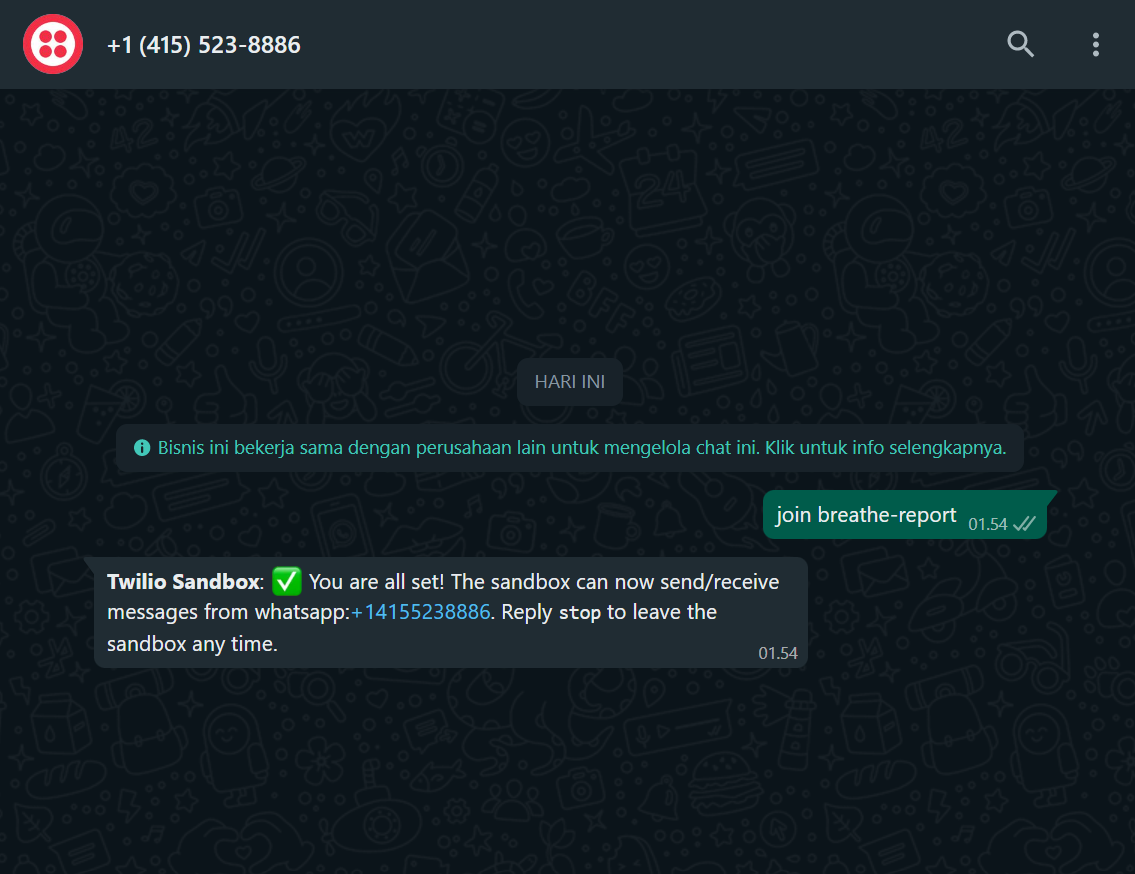 +1 (415) 523-8886
HARI INI
Bisnis ini bekerja sama dengan perusahaan lain untuk mengelola chat ini. Klik untuk info selengkapnya.
join breathe-report 01.54
Twilio Sandbox: ✅ You are all set! The sandbox can now send/receive
messages from whatsapp:+14155238886. Reply stop to leave the
sandbox any time.
01.54